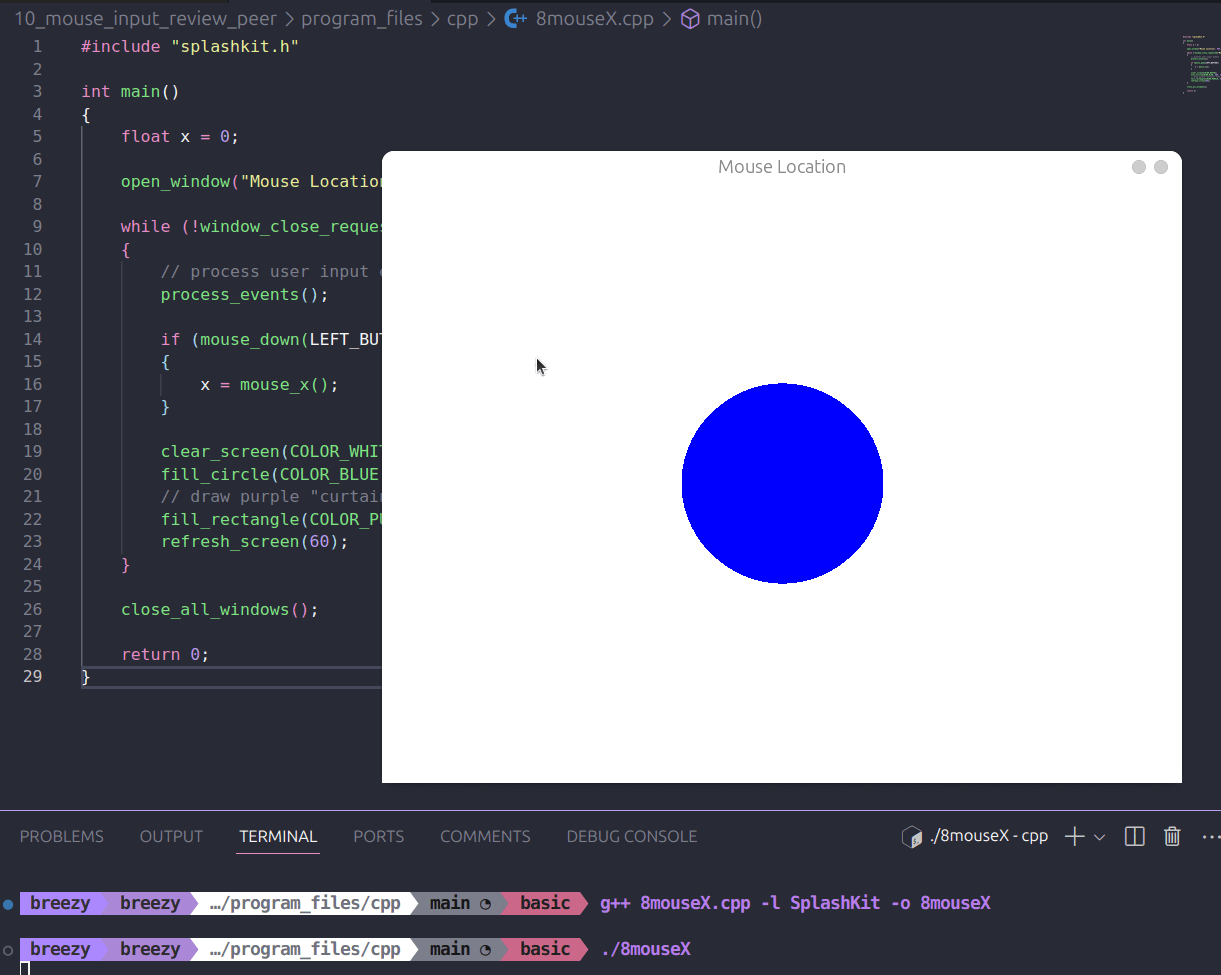 10_mouse_input_review_peer > program_files > cpp > 8mouseX.cpp > main()
1 #include "splashkit.h"
2
3 int main()
4 {
5 float x = 0;
6
7 open_window("Mouse Location
8
9 while (!window_close_reques
10 {
11 // process user input
12 process_events();
13
14 if (mouse_down(LEFT_BUT
15 {
16 x = mouse_x();
17 }
18
19 clear_screen(COLOR_WHIT
20 fill_circle(COLOR_BLUE
21 // draw purple "curtain
22 fill_rectangle(COLOR_PU
23 refresh_screen(60);
24 }
25
26 close_all_windows();
27
28 return 0;
29 }
Mouse Location
PROBLEMS OUTPUT TERMINAL PORTS COMMENTS DEBUG CONSOLE ./8mouseX - cpp
breezy breezy …/program_files/cpp main basic g++ 8mouseX.cpp -l SplashKit -o 8mouseX
breezy breezy …/program_files/cpp main basic ./8mouseX